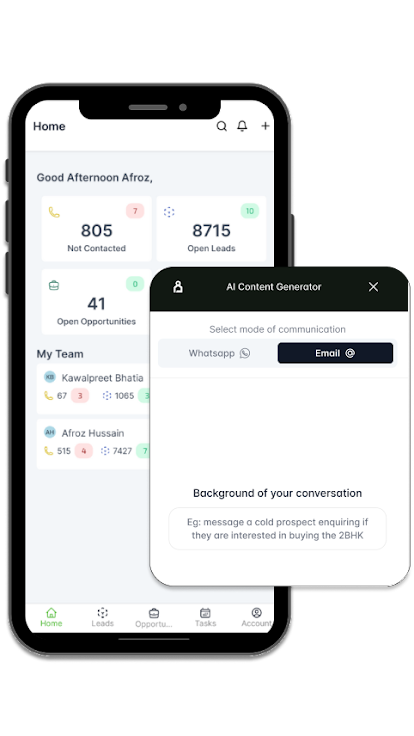 Home
Good Afternoon Afroz,
7
805
Not Contacted
10
8715
Open Leads
0
41
Open Opportunities
My Team
KB Kawalpreet Bhatia
67 3 1065 3
AH Afroz Hussain
515 4 7427 7
Home Leads Opportu... Tasks Account
AI Content Generator
Select mode of communication
Whatsapp Email @
Background of your conversation
Eg: message a cold prospect enquiring if
they are interested in buying the 2BHK